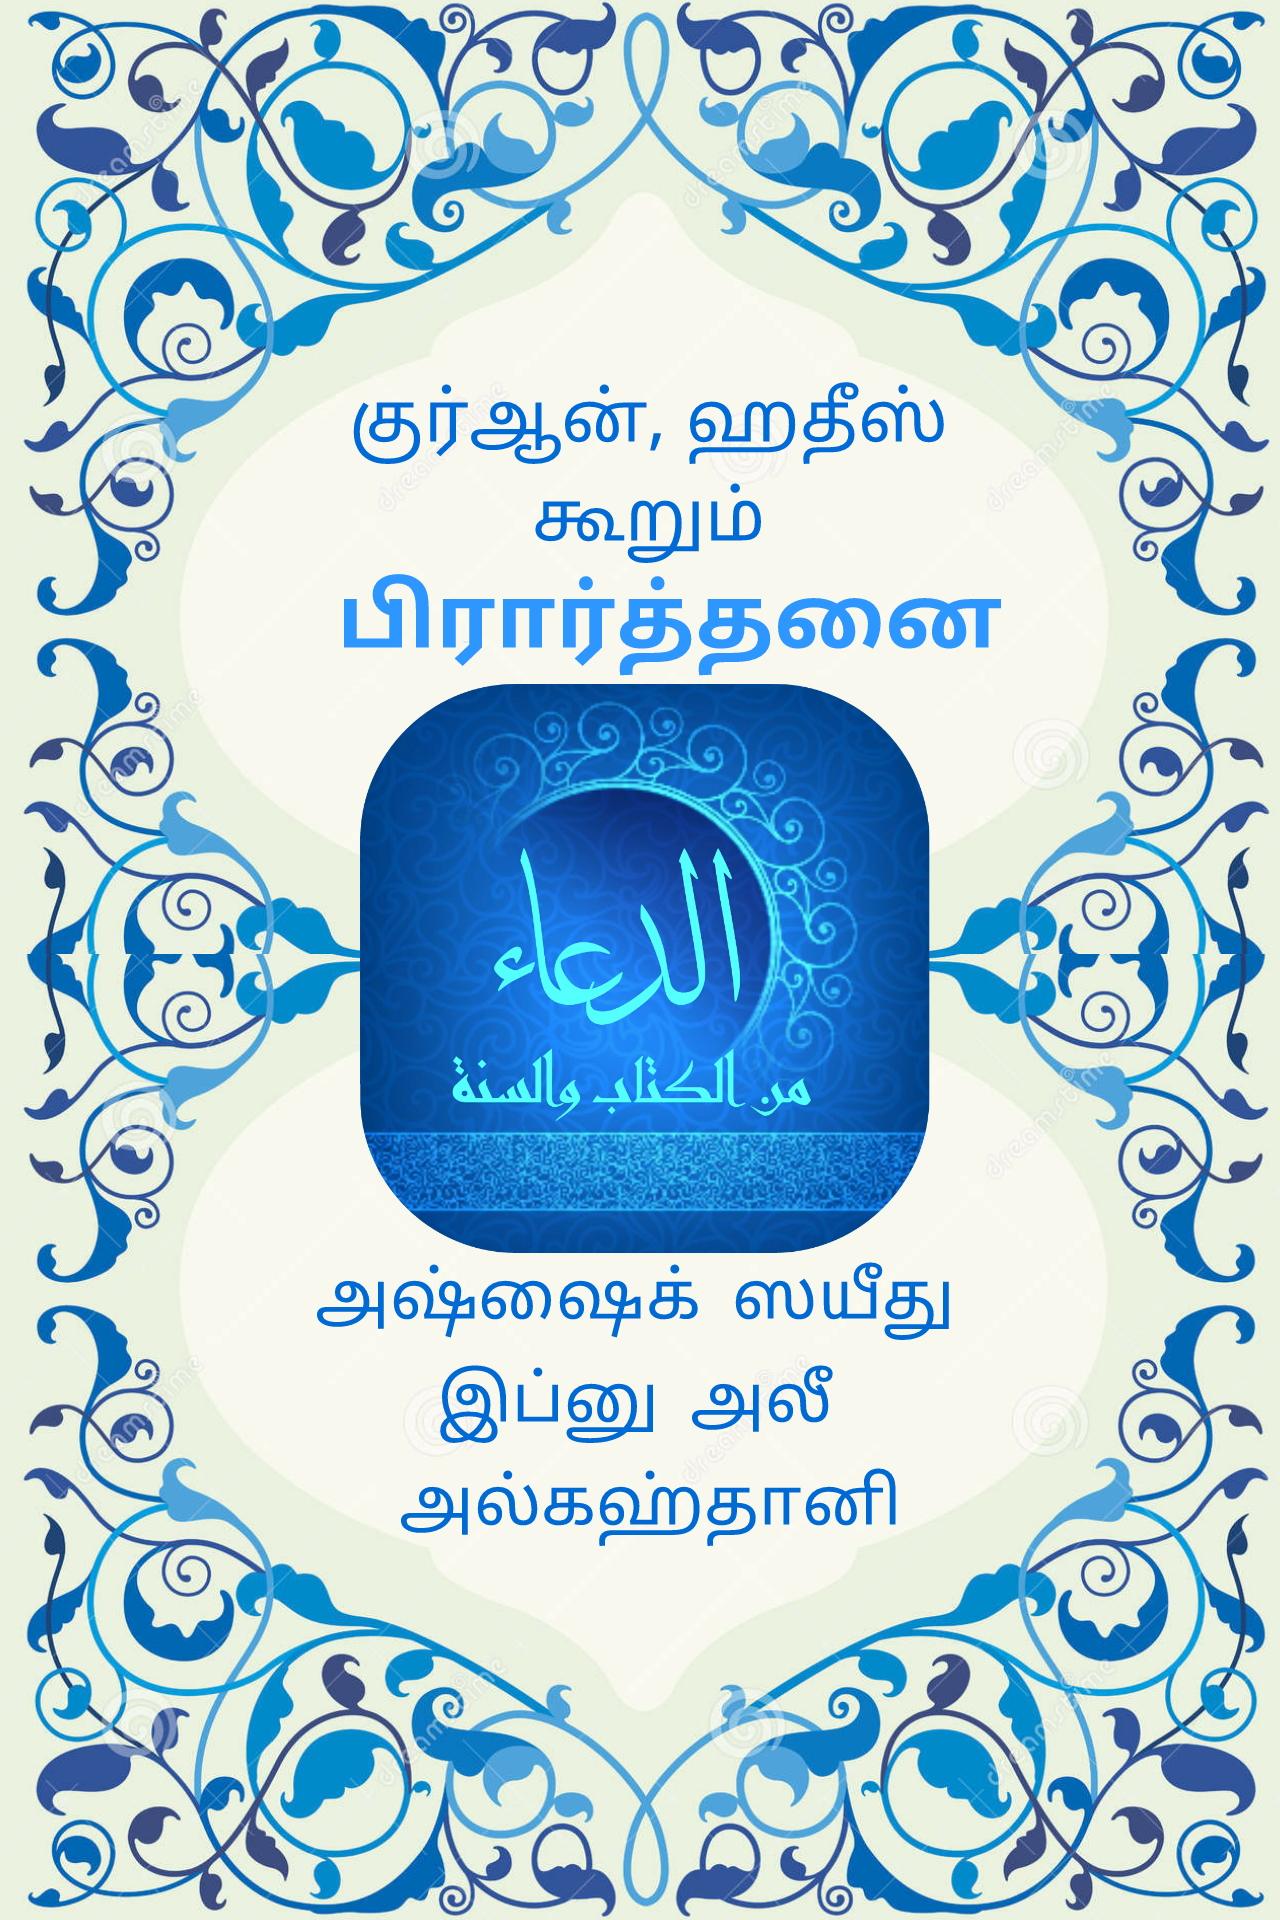 குர்ஆன், ஹதீஸ்
கூறும்
பிரார்த்தனை
الدعاء
من الكتاب والسنة
அஷ்ஷைக் ஸயீது
இப்னு அலீ
அல்கஹ்தானி